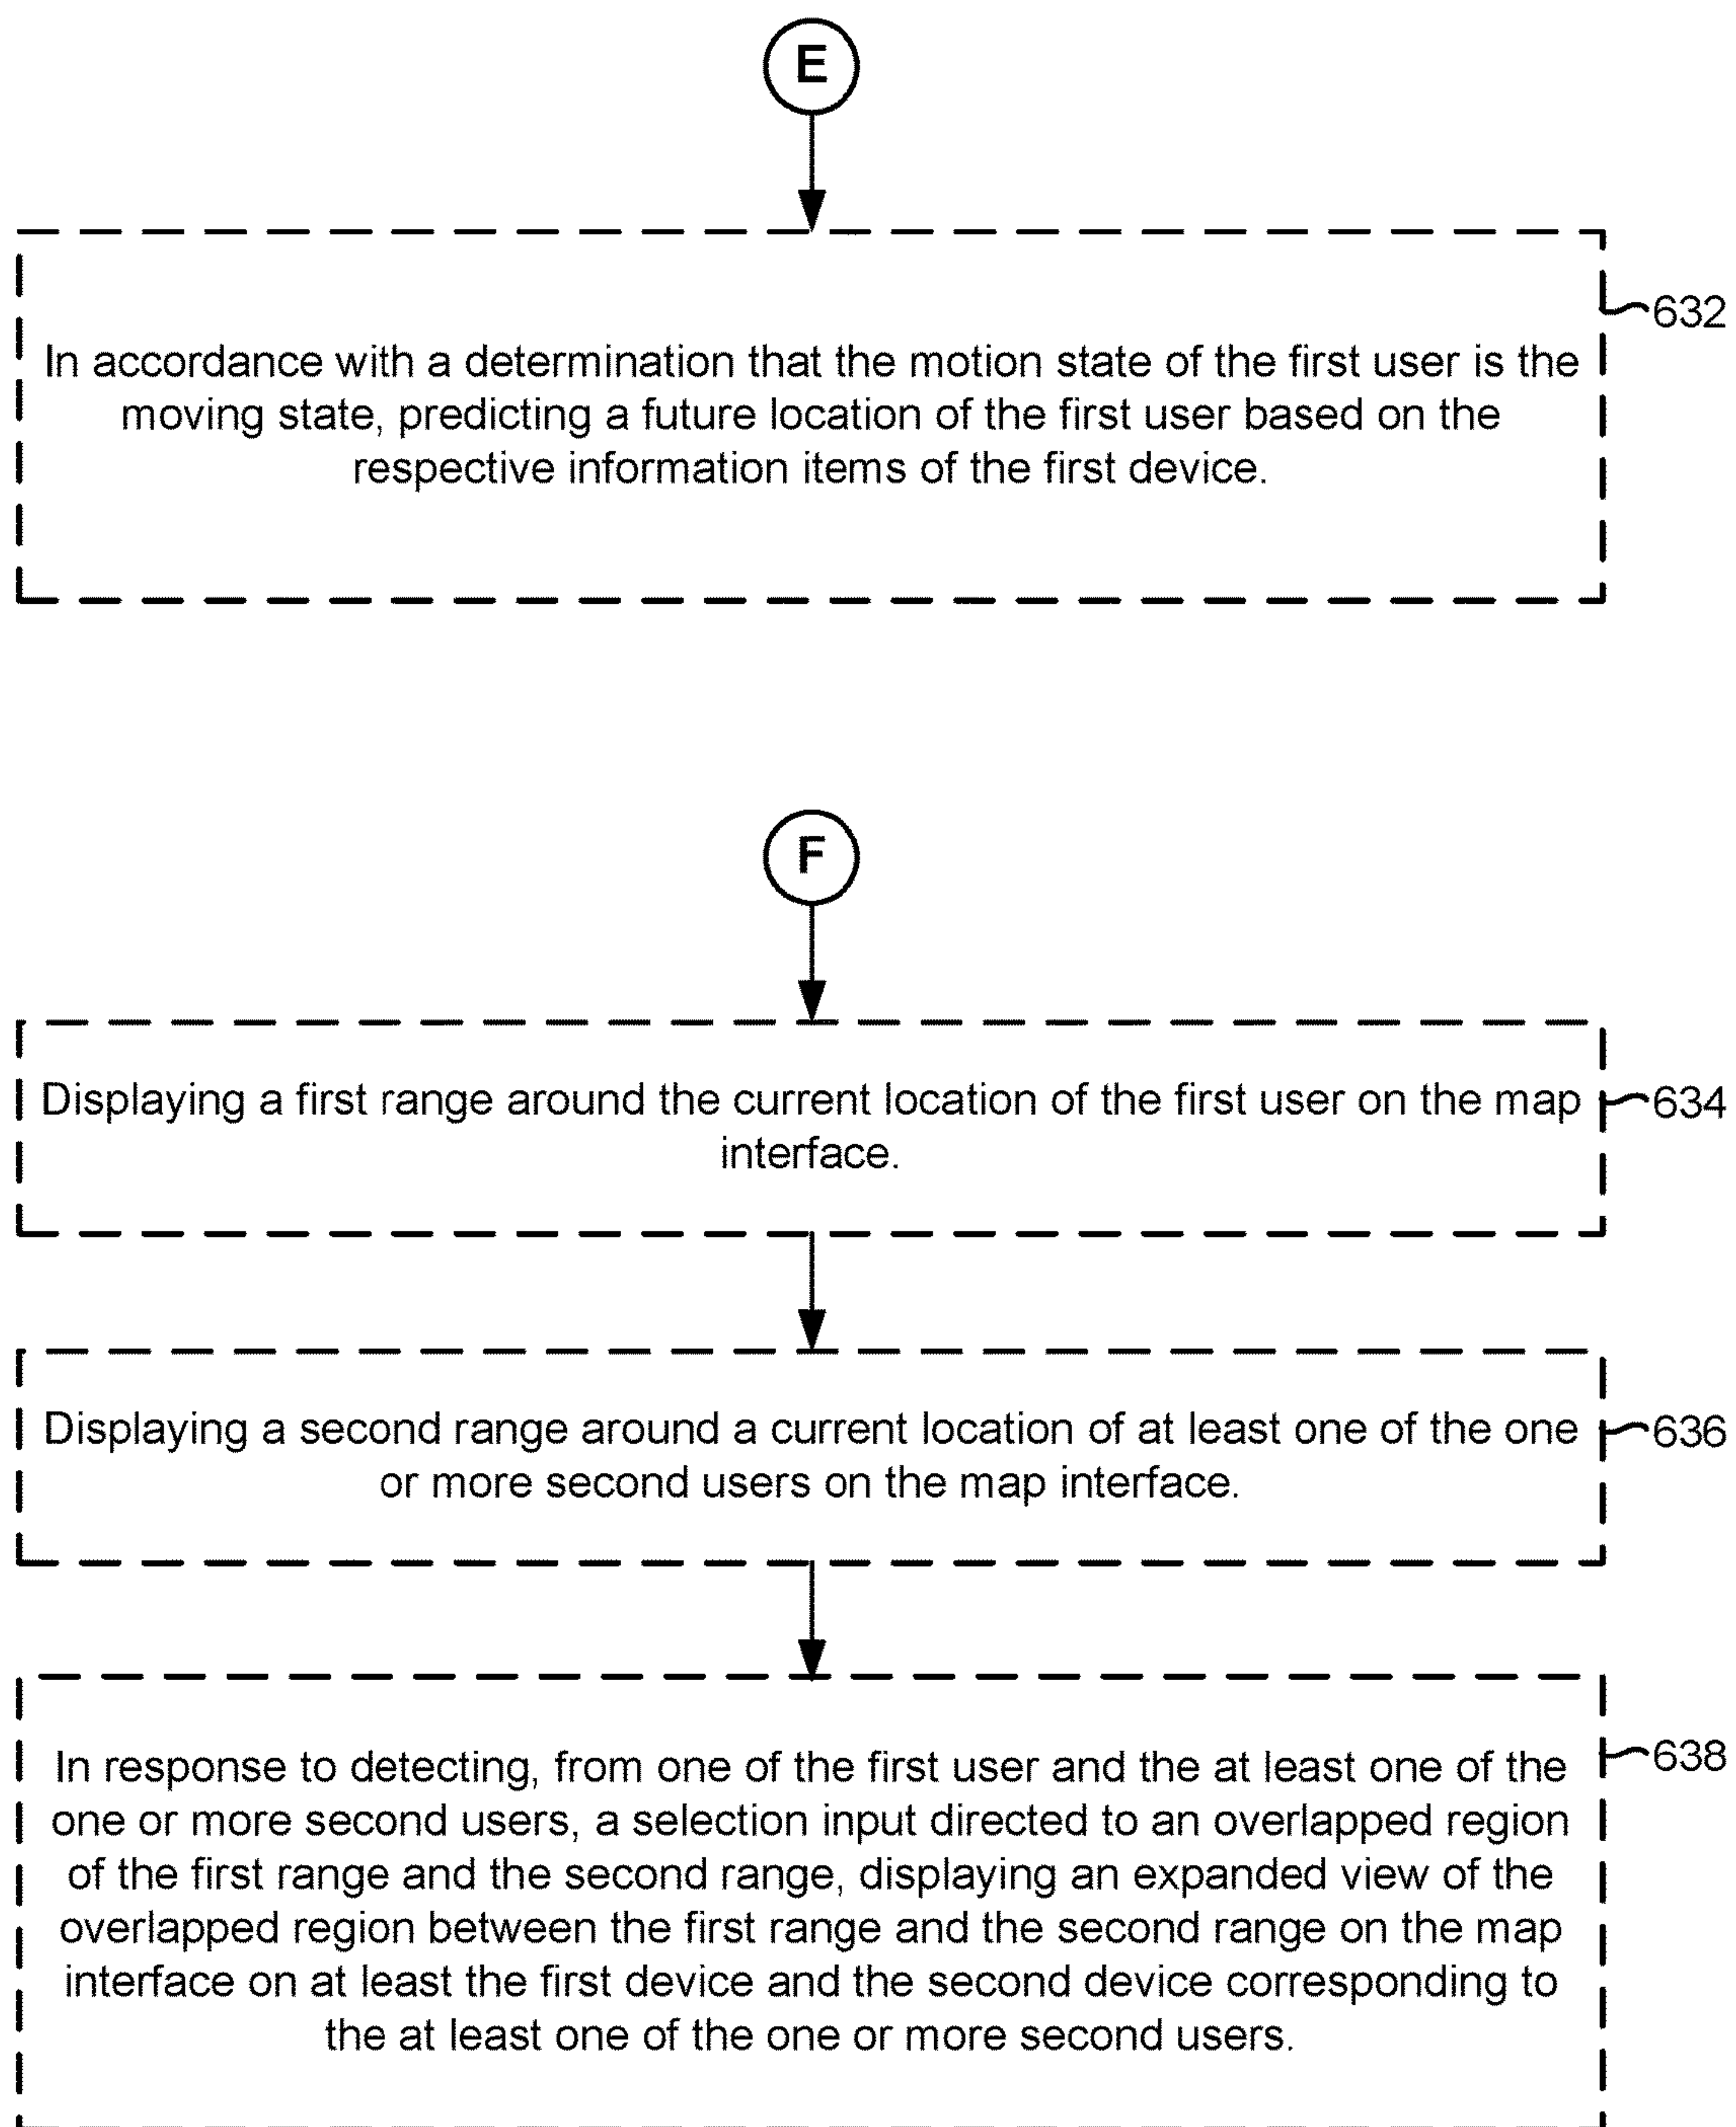 E
632
In accordance with a determination that the motion state of the first user is the
moving state, predicting a future location of the first user based on the
respective information items of the first device.
F
Displaying a first range around the current location of the first user on the map
interface.
634
Displaying a second range around a current location of at least one of the one
or more second users on the map interface.
636
In response to detecting, from one of the first user and the at least one of the
one or more second users, a selection input directed to an overlapped region
of the first range and the second range, displaying an expanded view of the
overlapped region between the first range and the second range on the map
interface on at least the first device and the second device corresponding to
the at least one of the one or more second users.
638